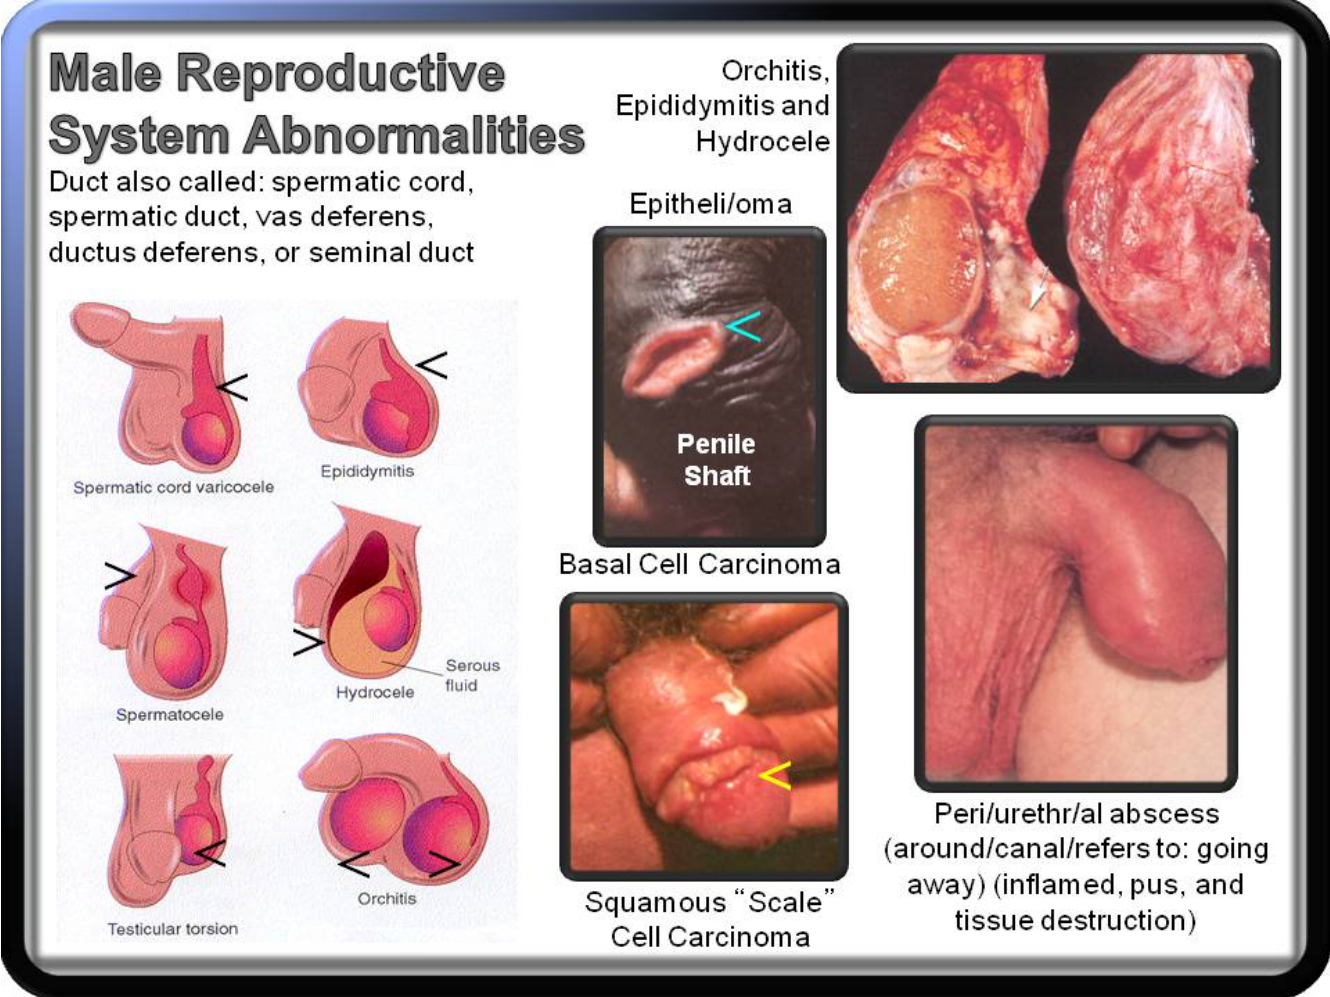 Male Reproductive
System Abnormalities
Duct also called: spermatic cord,
spermatic duct, vas deferens,
ductus deferens, or seminal duct
Spermatic cord varicocele
Epididymitis
Spermatocele
Hydrocele
Serous
fluid
Testicular torsion
Orchitis
Orchitis,
Epididymitis and
Hydrocele
Epitheli/oma
Penile
Shaft
Basal Cell Carcinoma
Squamous “Scale”
Cell Carcinoma
Peri/urethr/al abscess
(around/canal/refers to: going
away) (inflamed, pus, and
tissue destruction)